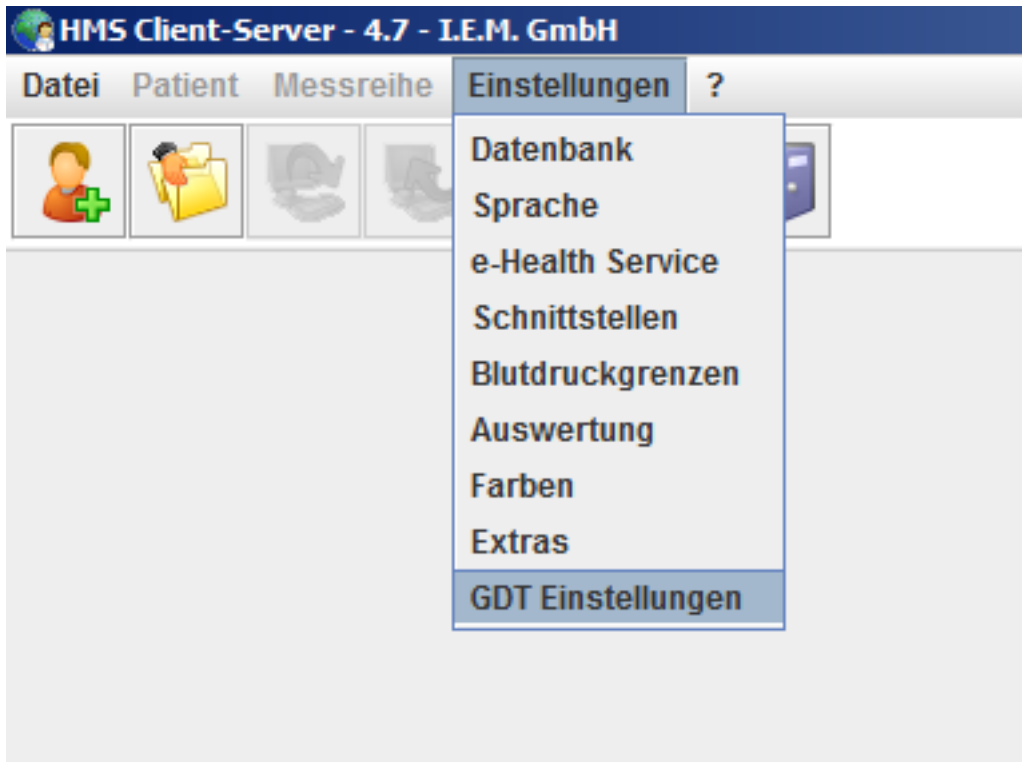 HMS Client-Server - 4.7 - I.E.M. GmbH
Datei Patient Messreihe Einstellungen ?
Datenbank
Sprache
e-Health Service
Schnittstellen
Blutdruckgrenzen
Auswertung
Farben
Extras
GDT Einstellungen